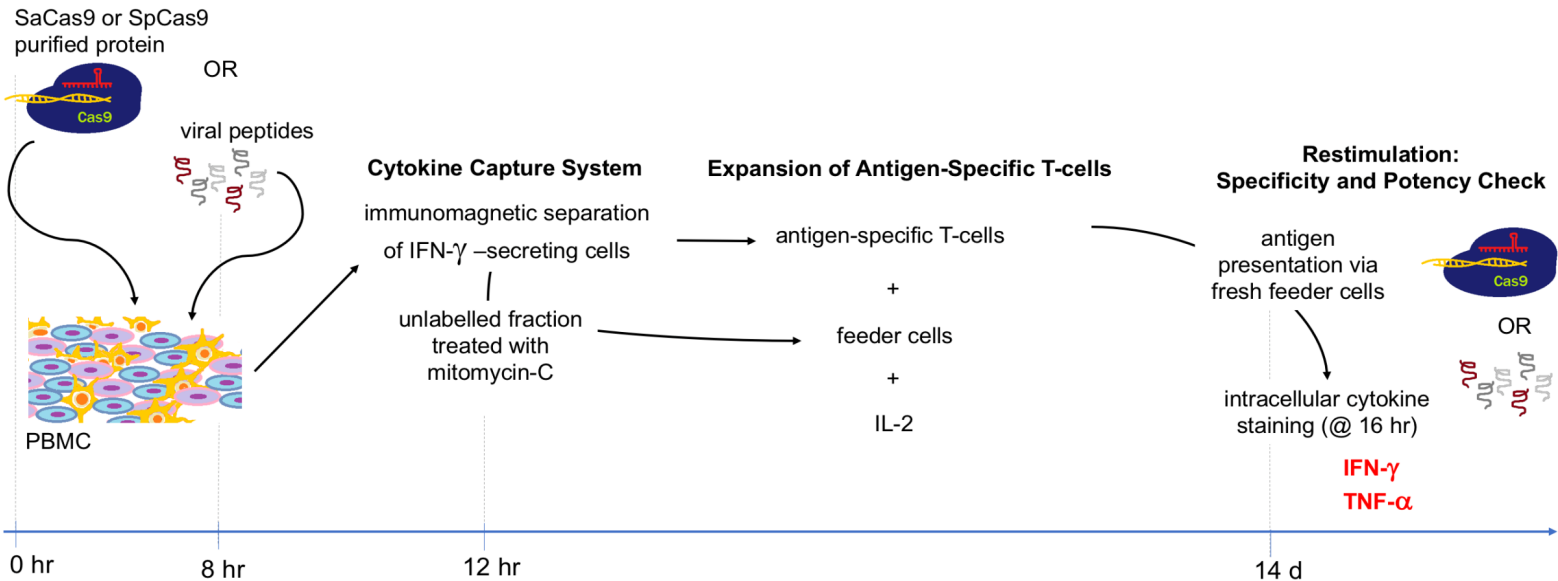 SaCas9 or SpCas9
purified protein
OR
Cas9
viral peptides
PBMC
Cytokine Capture System
immunomagnetic separation
of IFN-γ –secreting cells
unlabelled fraction
treated with
mitomycin-C
Expansion of Antigen-Specific T-cells
antigen-specific T-cells
+
feeder cells
+
IL-2
Restimulation:
Specificity and Potency Check
antigen
presentation via
fresh feeder cells
Cas9
OR
intracellular cytokine
staining (@ 16 hr)
IFN-γ
TNF-α
0 hr
8 hr
12 hr
14 d